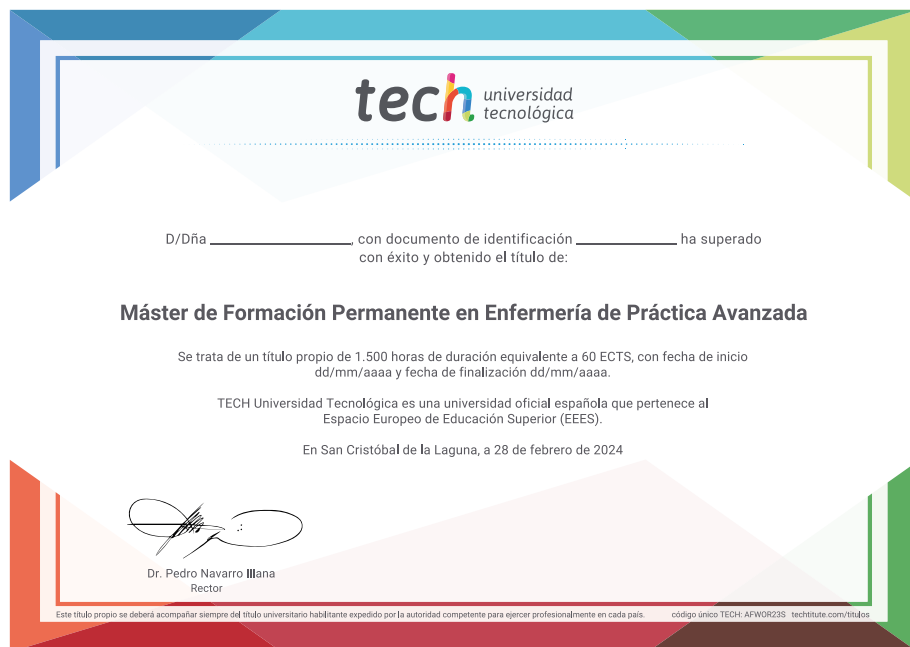 tech universidad
tecnológica
D/Dña ______________, con documento de identificación __________ ha superado
con éxito y obtenido el título de:
Máster de Formación Permanente en Enfermería de Práctica Avanzada
Se trata de un título propio de 1.500 horas de duración equivalente a 60 ECTS, con fecha de inicio
dd/mm/aaaa y fecha de finalización dd/mm/aaaa.
TECH Universidad Tecnológica es una universidad oficial española que pertenece al
Espacio Europeo de Educación Superior (EEES).
En San Cristóbal de la Laguna, a 28 de febrero de 2024
Dr. Pedro Navarro Illana
Rector
Este título propio se deberá acompañar siempre del título universitario habilitante expedido por la autoridad competente para ejercer profesionalmente en cada país. código único TECH: AFWOR23S techtitute.com/titulos